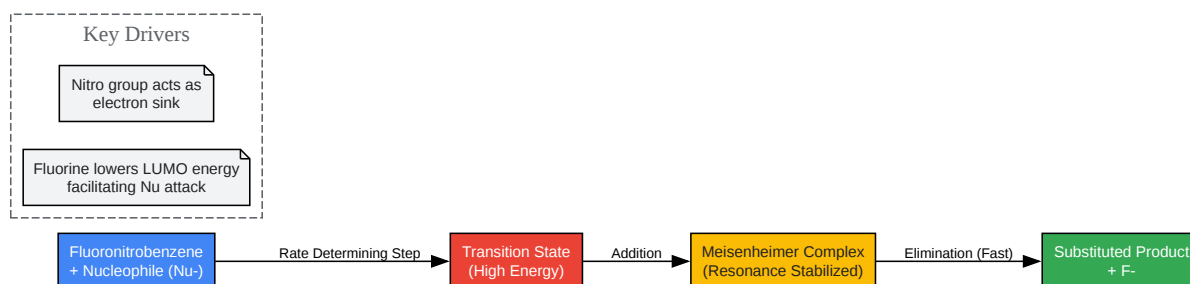 Key Drivers
Nitro group acts as
electron sink
Fluorine lowers LUMO energy
facilitating Nu attack
Fluoronitrobenzene
+ Nucleophile (Nu-)
Rate Determining Step
Transition State
(High Energy)
Addition
Meisenheimer Complex
(Resonance Stabilized)
Elimination (Fast)
Substituted Product
+ F-